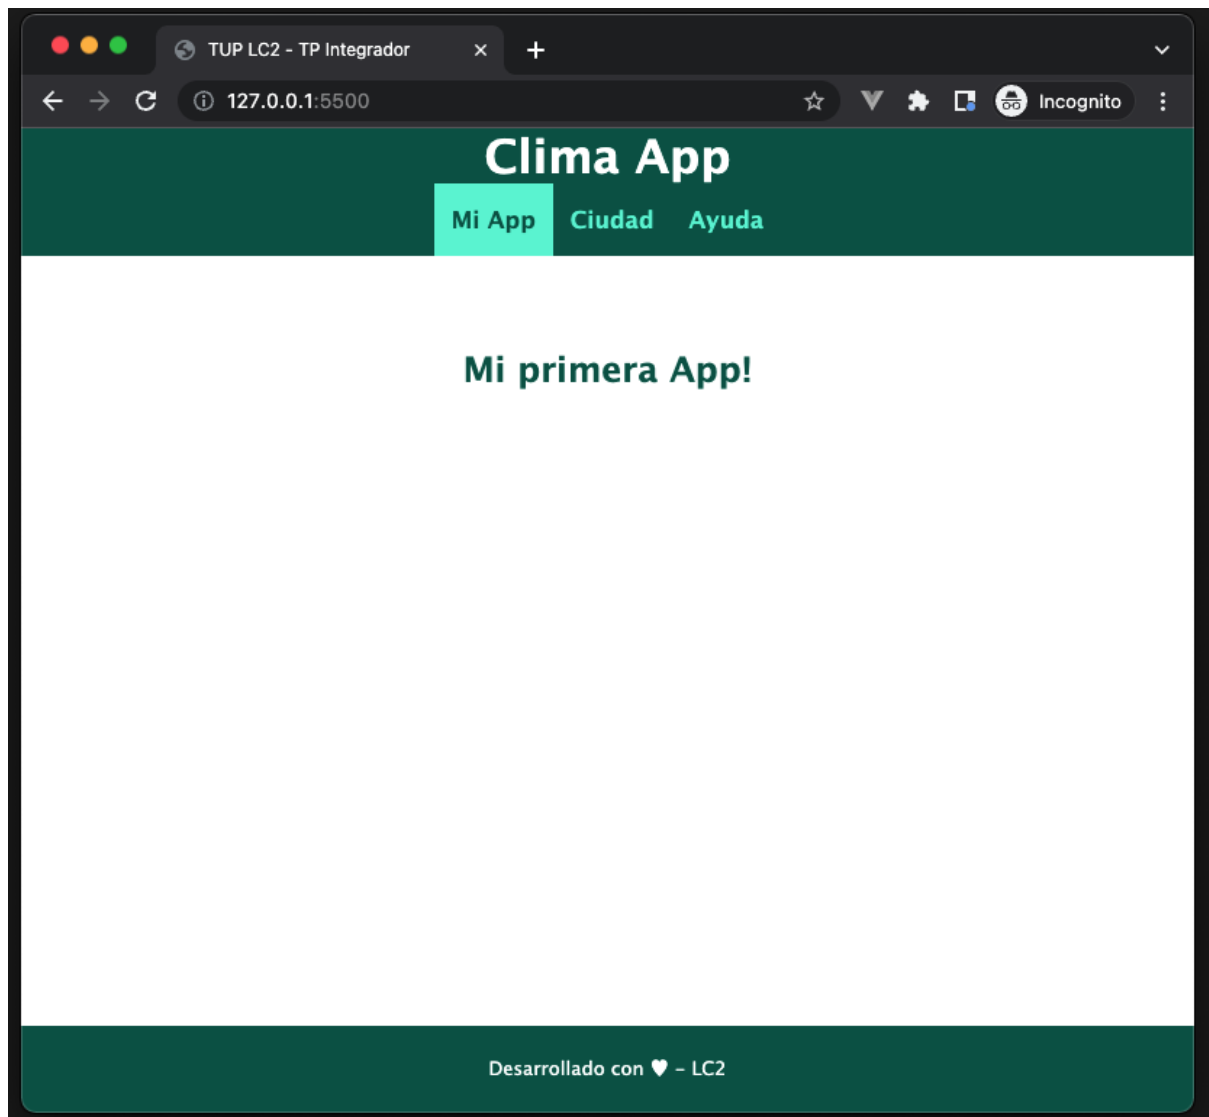 TUP LC2 - TP Integrador
127.0.0.1:5500
Incognito
Clima App
Mi App Ciudad Ayuda
Mi primera App!
Desarrollado con ♥ - LC2